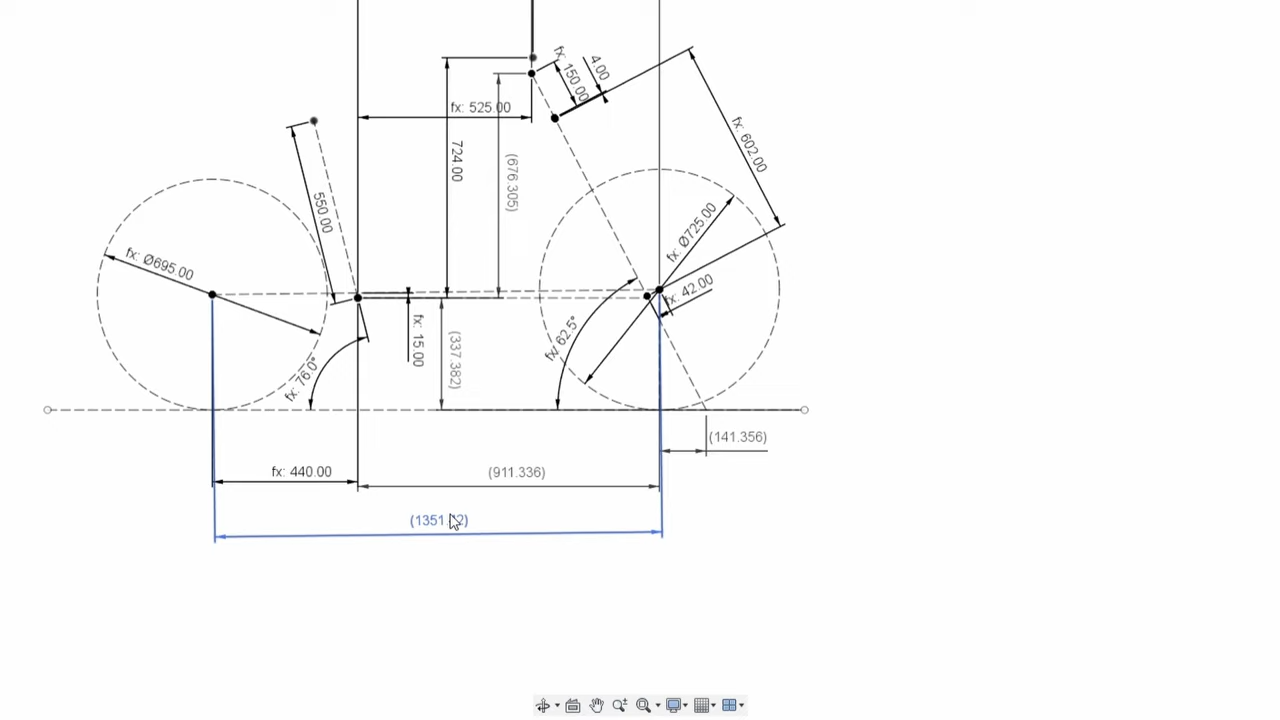 4.00
fx: 150.00
fx: 525.00
fx: 602.00
724.00
(676.305)
550.00
fx: Ø725.00
fx: Ø695.00
fx: 42.00
fx: 15.00
(337.382)
fx: 62.5°
fx: 76.0°
(141.356)
fx: 440.00
(911.336)